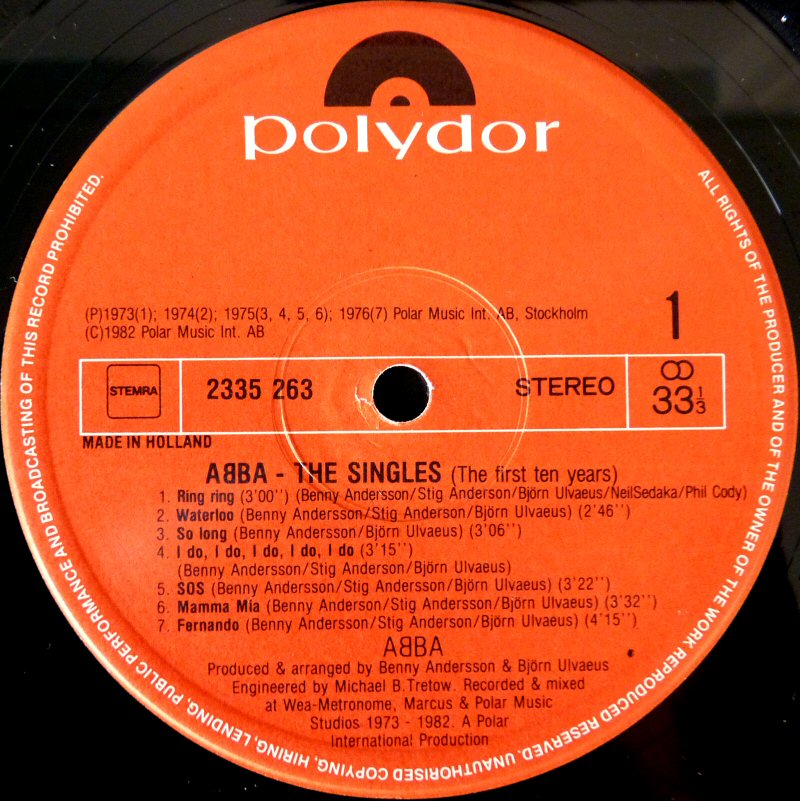 polydor
ALL RIGHTS OF THE PRODUCER AND OF THE OWNER OF THE WORK REPRODUCED RESERVED. UNAUTHORISED COPYING, HIRING, LENDING, PUBLIC PERFORMANCE AND BROADCASTING OF THIS RECORD PROHIBITED.
(P)1973(1); 1974(2); 1975(3, 4, 5, 6); 1976(7) Polar Music Int. AB, Stockholm
(C)1982 Polar Music Int. AB
1
STEMRA
2335 263
STEREO
33 1/3
MADE IN HOLLAND
ABBA - THE SINGLES (The first ten years)
1. Ring ring (3'00'') (Benny Andersson/Stig Anderson/Björn Ulvaeus/NeilSedaka/Phil Cody)
2. Waterloo (Benny Andersson/Stig Andersson/Björn Ulvaeus) (2'46'')
3. So long (Benny Andersson/Björn Ulvaeus) (3'06'')
4. I do, I do, I do, I do, I do (3'15'')
(Benny Andersson/Stig Anderson/Björn Ulvaeus)
5. SOS (Benny Andersson/Stig Andersson/Björn Ulvaeus) (3'22'')
6. Mamma Mia (Benny Andersson/Stig Andersson/Björn Ulvaeus) (3'32'')
7. Fernando (Benny Andersson/Stig Andersson/Björn Ulvaeus) (4'15'')
ABBA
Produced & arranged by Benny Andersson & Björn Ulvaeus
Engineered by Michael B.Tretow. Recorded & mixed
at Wea-Metronome, Marcus & Polar Music
Studios 1973 - 1982. A Polar
International Production